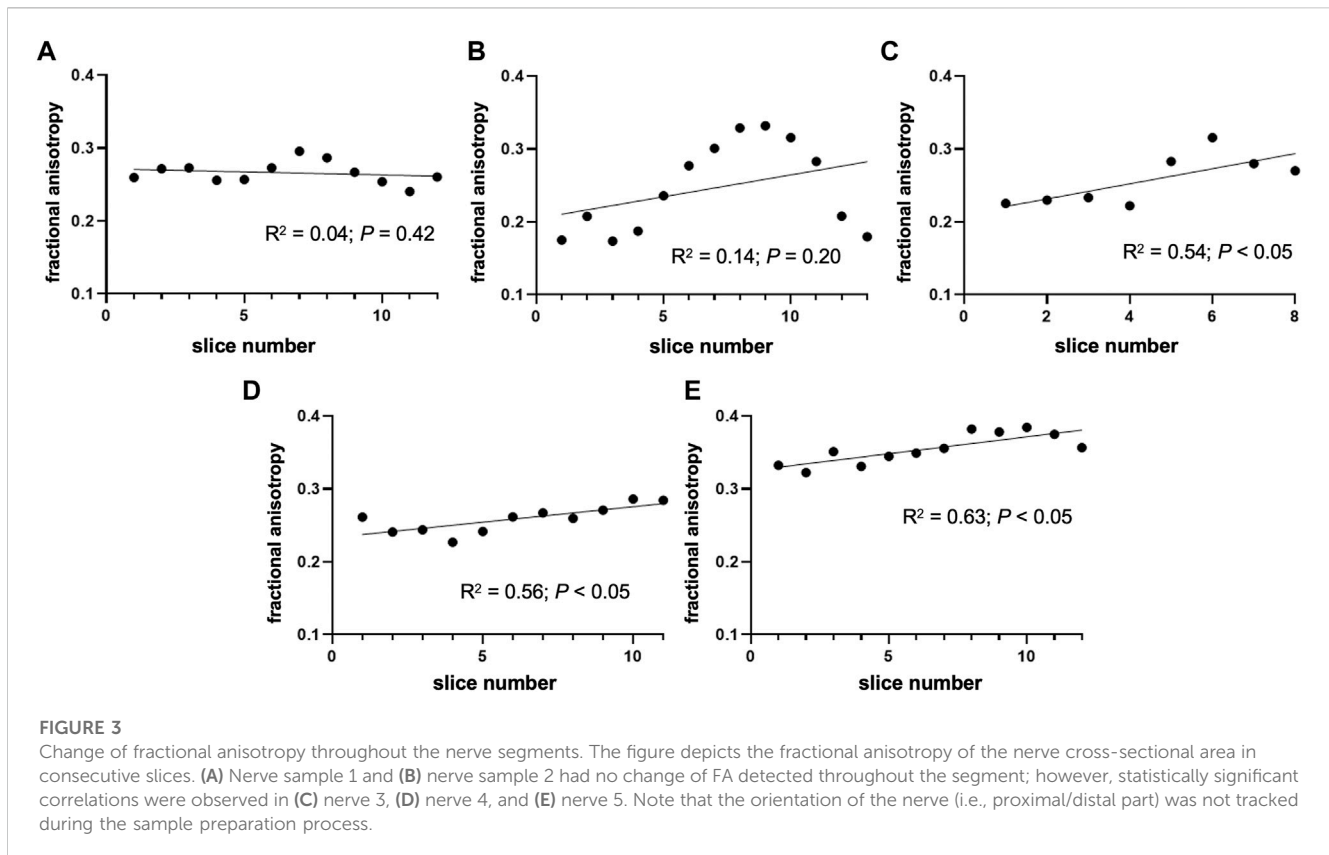 A
B
C
0.4
0.3
0.2
0.1
fractional anisotropy
0
5
10
slice number
R² = 0.04; P = 0.42
0.4
0.3
0.2
0.1
fractional anisotropy
0
5
10
slice number
R² = 0.14; P = 0.20
0.4
0.3
0.2
0.1
fractional anisotropy
0
2
4
6
8
slice number
R² = 0.54; P < 0.05
D
E
0.4
0.3
0.2
0.1
fractional anisotropy
0
5
10
slice number
R² = 0.56; P < 0.05
0.4
0.3
0.2
0.1
fractional anisotropy
0
5
10
slice number
R² = 0.63; P < 0.05
FIGURE 3
Change of fractional anisotropy throughout the nerve segments. The figure depicts the fractional anisotropy of the nerve cross-sectional area in
consecutive slices. (A) Nerve sample 1 and (B) nerve sample 2 had no change of FA detected throughout the segment; however, statistically significant
correlations were observed in (C) nerve 3, (D) nerve 4, and (E) nerve 5. Note that the orientation of the nerve (i.e., proximal/distal part) was not tracked
during the sample preparation process.